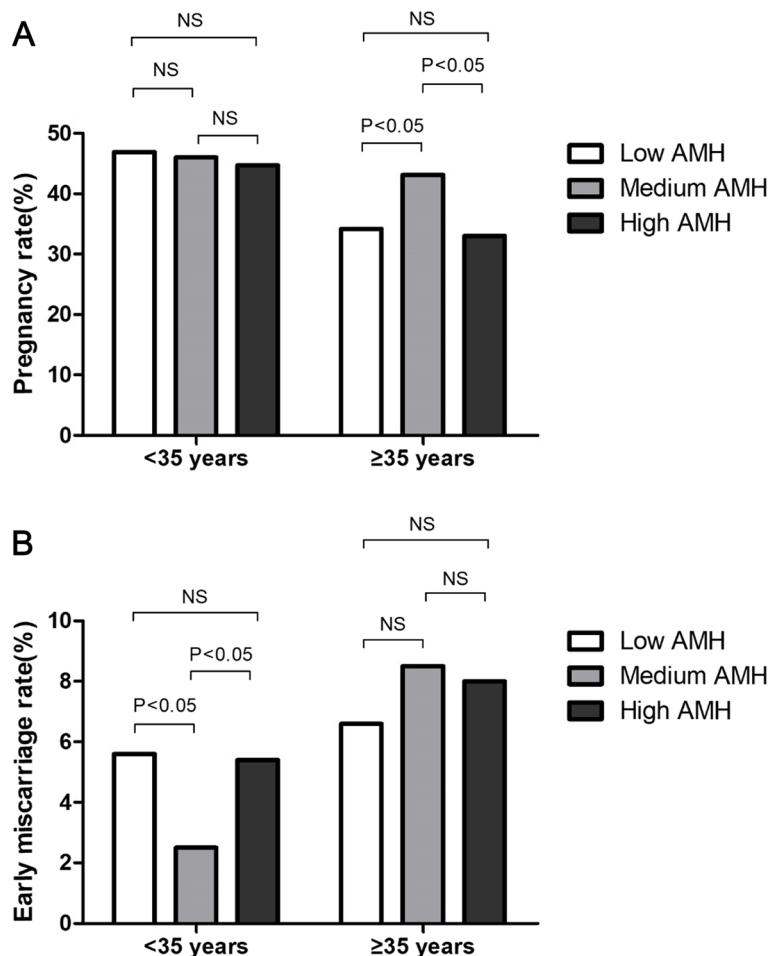 A
NS
NS
NS
NS
P<0.05
P<0.05
Pregnancy rate(%)
50
40
30
20
10
0
<35 years
≥35 years
Low AMH
Medium AMH
High AMH
B
NS
P<0.05
P<0.05
NS
NS
NS
Early miscarriage rate(%)
10
8
6
4
2
0
<35 years
≥35 years
Low AMH
Medium AMH
High AMH